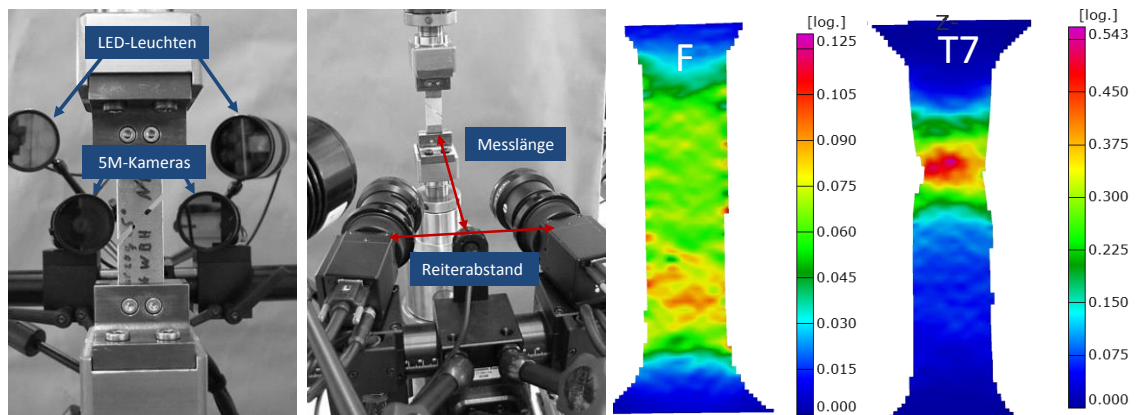 LED-Leuchten
5M-Kameras
Messlänge
Reiterabstand
F
[log.]
0.125
0.105
0.090
0.075
0.060
0.045
0.030
0.015
0.000
Z
T7
[log.]
0.543
0.450
0.375
0.300
0.225
0.150
0.075
0.000